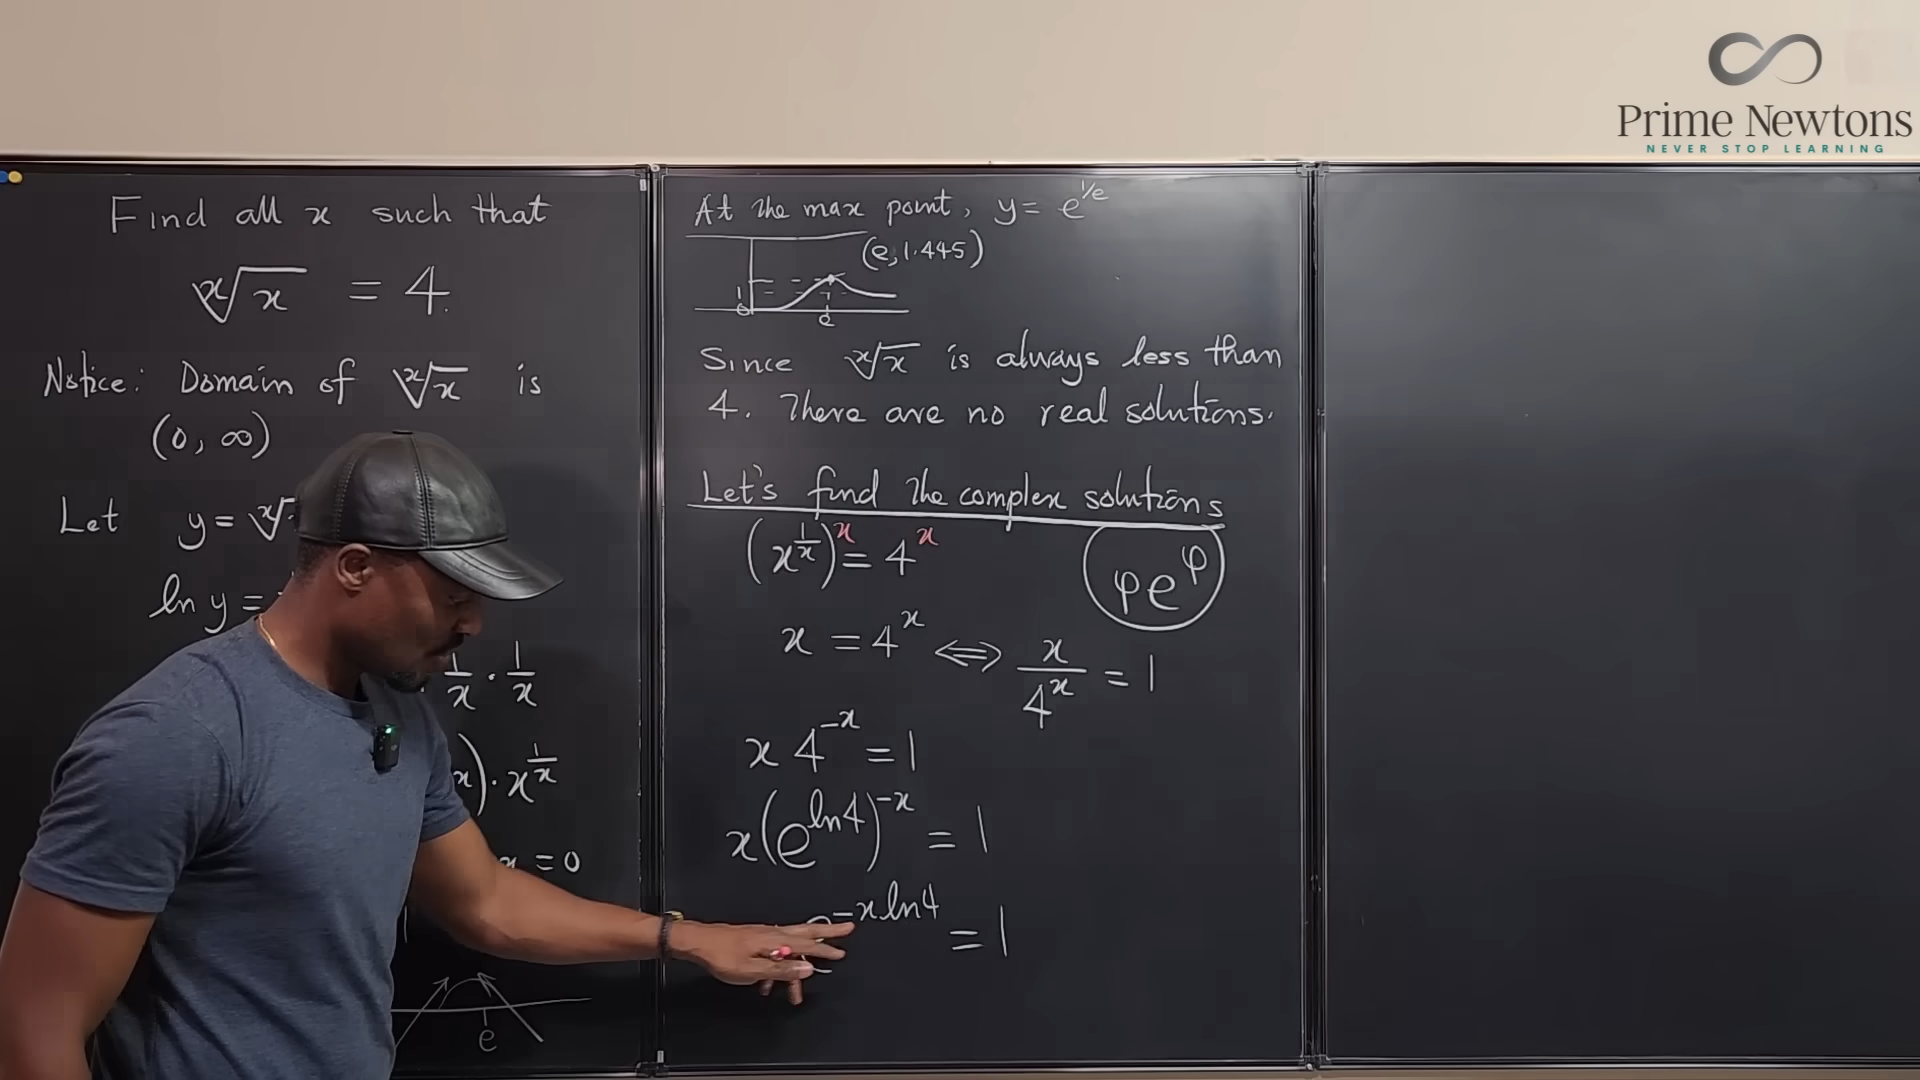 Prime Newtons
NEVER STOP LEARNING
Find all x such that
ˣ√x = 4.
Notice: Domain of ˣ√x is
(0, ∞)
Let y = ˣ√
ln y =
1/x · 1/x
x) · x^(1/x)
x = 0
e
At the max point, y = e^(1/e)
(e, 1.445)
1
0
e
Since ˣ√x is always less than
4. There are no real solutions.
Let's find the complex solutions
(x^(1/x))^x = 4^x
φe^φ
x = 4^x ⟺ x/4^x = 1
x 4^(-x) = 1
x(e^(ln4))^(-x) = 1
e^(-x ln4) = 1